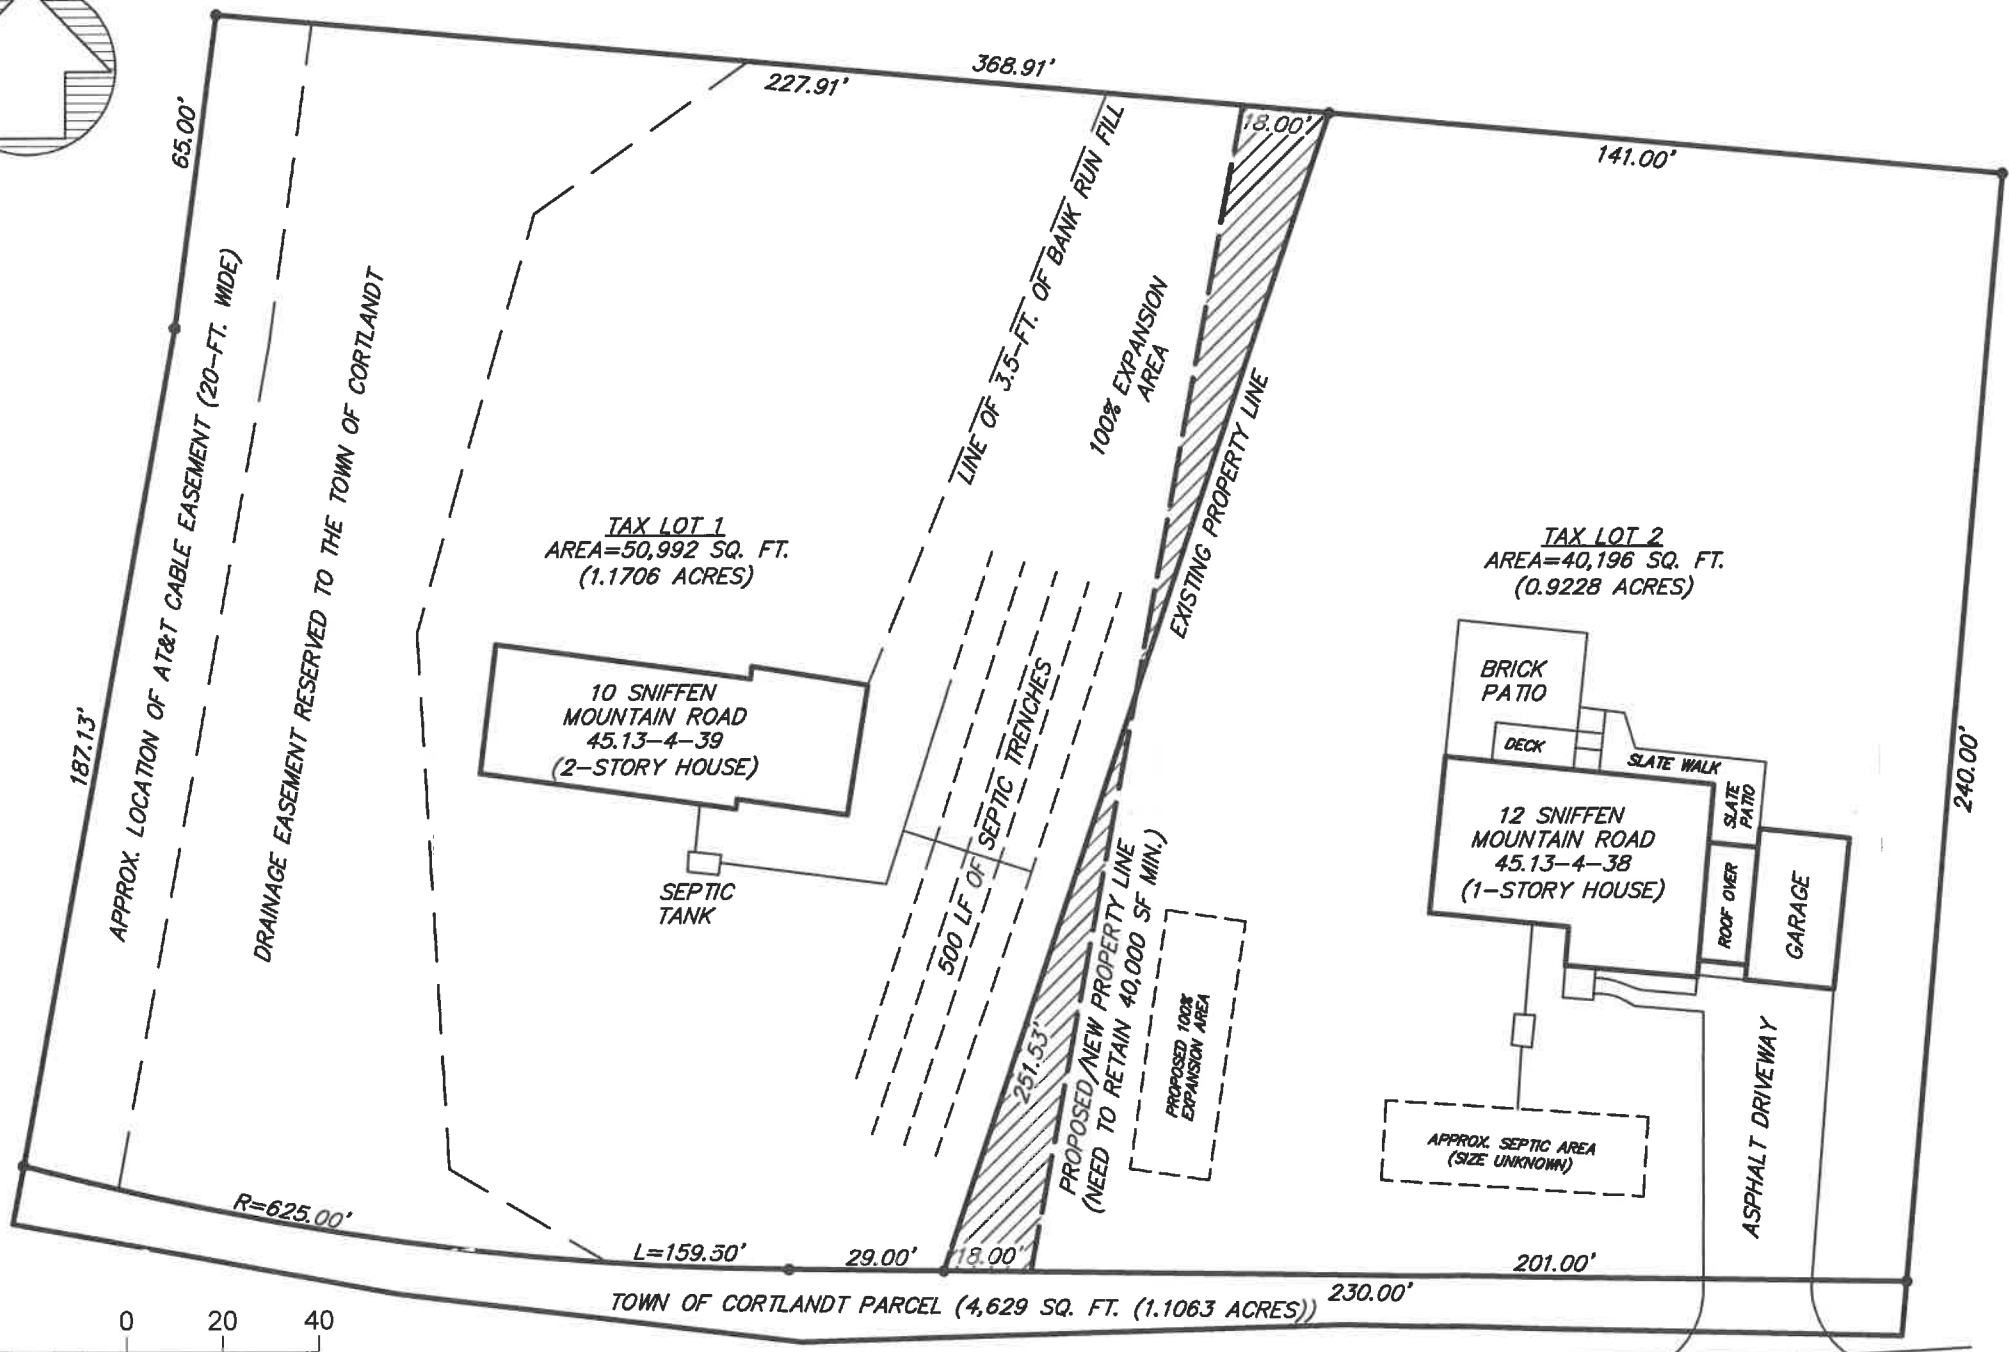 368.91'
227.91'
18.00'
141.00'
65.00'
187.13'
APPROX. LOCATION OF AT&T CABLE EASEMENT (20-FT. WIDE)
DRAINAGE EASEMENT RESERVED TO THE TOWN OF CORTLANDT
LINE OF 3.5-FT. OF BANK RUN FILL
100% EXPANSION
AREA
EXISTING PROPERTY LINE
TAX LOT 1
AREA=50,992 SQ. FT.
(1.1706 ACRES)
TAX LOT 2
AREA=40,196 SQ. FT.
(0.9228 ACRES)
10 SNIFFEN
MOUNTAIN ROAD
45.13-4-39
(2-STORY HOUSE)
SEPTIC
TANK
500 LF OF SEPTIC TRENCHES
251.53'
PROPOSED/NEW PROPERTY LINE
(NEED TO RETAIN 40,000 SF MIN.)
PROPOSED 100%
EXPANSION AREA
BRICK
PATIO
DECK
SLATE WALK
SLATE
PATIO
12 SNIFFEN
MOUNTAIN ROAD
45.13-4-38
(1-STORY HOUSE)
ROOF OVER
GARAGE
240.00'
APPROX. SEPTIC AREA
(SIZE UNKNOWN)
ASPHALT DRIVEWAY
R=625.00'
L=159.30'
29.00'
18.00'
201.00'
230.00'
TOWN OF CORTLANDT PARCEL (4,629 SQ. FT. (1.1063 ACRES))
0 20 40